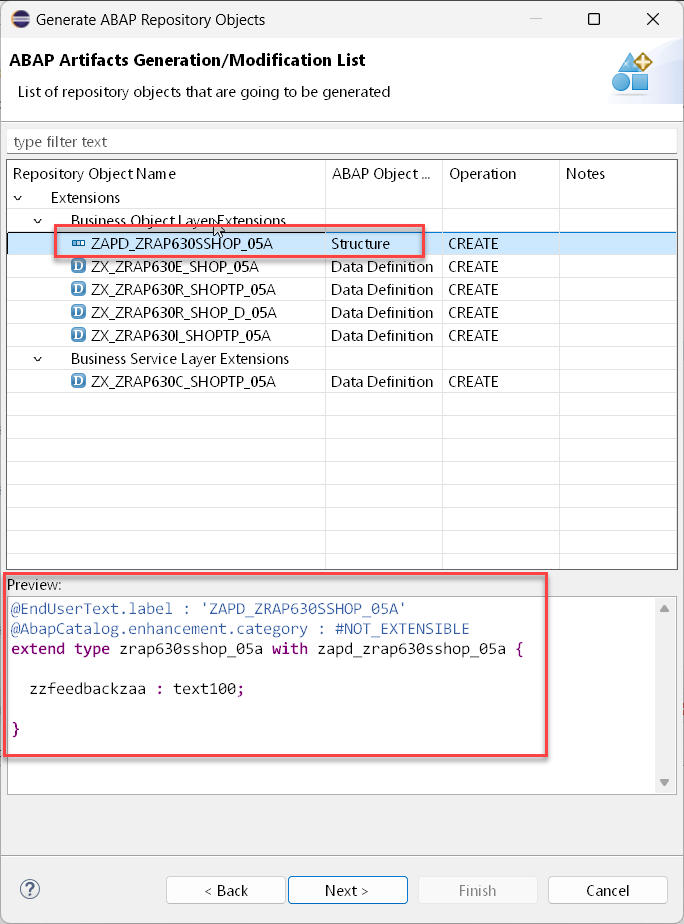 Generate ABAP Repository Objects
ABAP Artifacts Generation/Modification List
List of repository objects that are going to be generated
type filter text
Repository Object Name ABAP Object ... Operation Notes
Extensions
Business Object Layer Extensions
ZAPD_ZRAP630SSHOP_05A Structure CREATE
D ZX_ZRAP630E_SHOP_05A Data Definition CREATE
D ZX_ZRAP630R_SHOPTP_05A Data Definition CREATE
D ZX_ZRAP630R_SHOP_D_05A Data Definition CREATE
D ZX_ZRAP630I_SHOPTP_05A Data Definition CREATE
Business Service Layer Extensions
D ZX_ZRAP630C_SHOPTP_05A Data Definition CREATE
Preview:
@EndUserText.label : 'ZAPD_ZRAP630SSHOP_05A'
@AbapCatalog.enhancement.category : #NOT_EXTENSIBLE
extend type zrap630sshop_05a with zapd_zrap630sshop_05a {
zzfeedbackzaa : text100;
}
? < Back Next > Finish Cancel